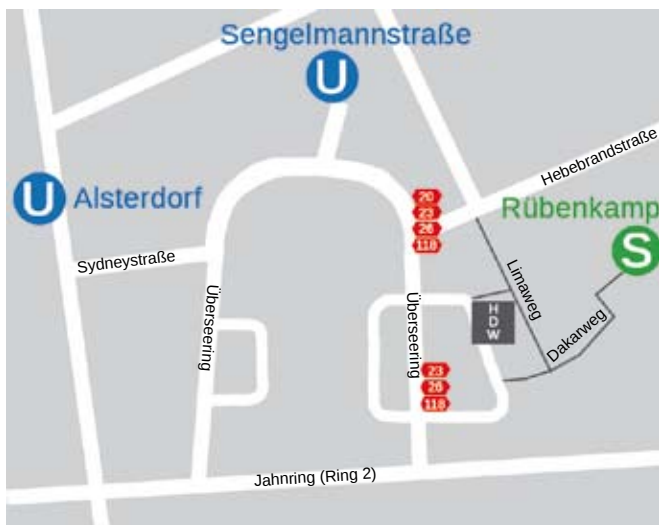 Sengelmannstraße
U
Hebebrandstraße
U Alsterdorf
20
23
26
118
Rübenkamp
S
Sydneystraße
Limaweg
Überseering
Überseering
H
D
W
Dakarweg
23
26
118
Jahnring (Ring 2)